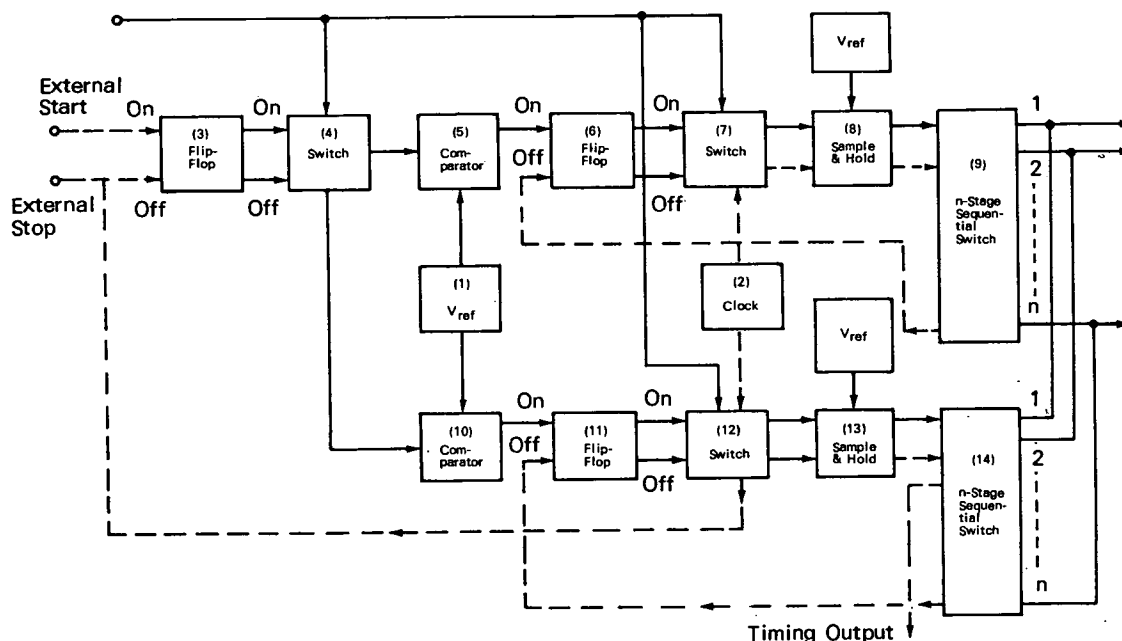 V ref
External
Start
On
On
(3)
Flip-
Flop
(4)
Switch
(5)
Com-
parator
On
Off
(6)
Flip-
Flop
On
Off
(7)
Switch
(8)
Sample
& Hold
(9)
n-Stage
Sequen-
tial
Switch
1
2
n
External
Stop
Off
Off
(1)
V ref
(2)
Clock
V ref
(10)
Com-
parator
On
Off
(11)
Flip-
Flop
On
Off
(12)
Switch
(13)
Sample
& Hold
(14)
n-Stage
Sequen-
tial
Switch
1
2
n
Timing Output